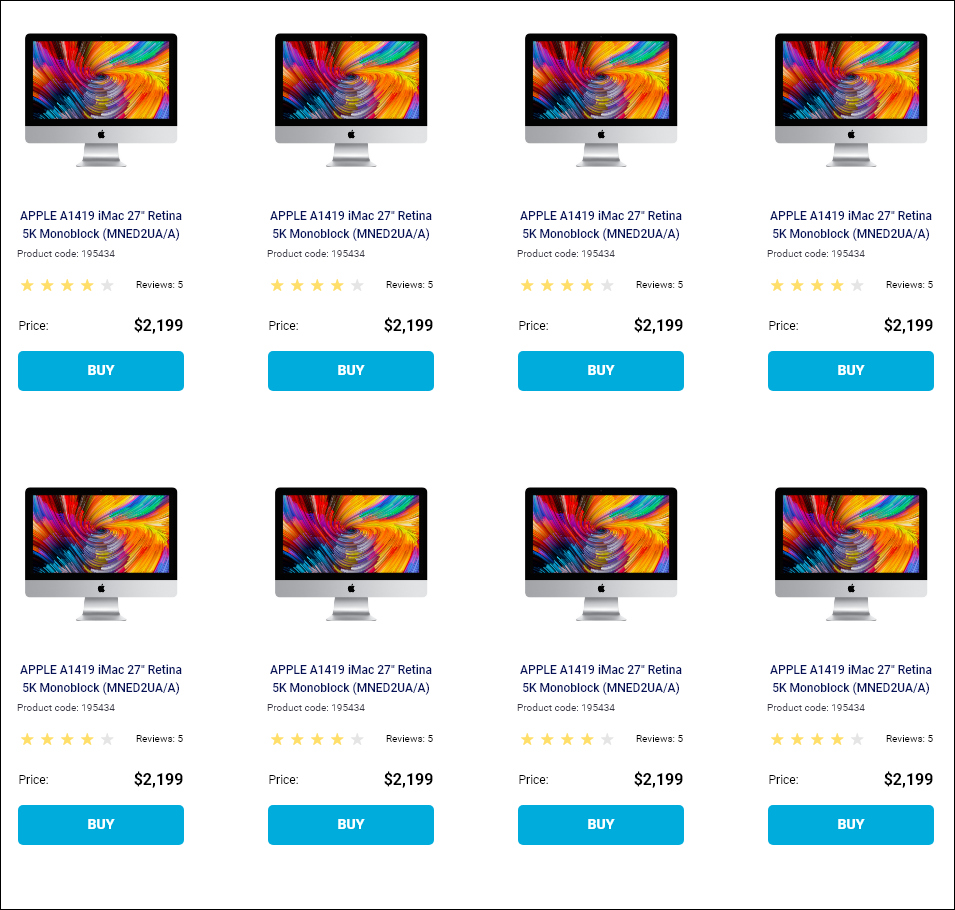 APPLE A1419 iMac 27" Retina
5K Monoblock (MNED2UA/A)
Product code: 195434
Reviews: 5
Price: $2,199
BUY
APPLE A1419 iMac 27" Retina
5K Monoblock (MNED2UA/A)
Product code: 195434
Reviews: 5
Price: $2,199
BUY
APPLE A1419 iMac 27" Retina
5K Monoblock (MNED2UA/A)
Product code: 195434
Reviews: 5
Price: $2,199
BUY
APPLE A1419 iMac 27" Retina
5K Monoblock (MNED2UA/A)
Product code: 195434
Reviews: 5
Price: $2,199
BUY
APPLE A1419 iMac 27" Retina
5K Monoblock (MNED2UA/A)
Product code: 195434
Reviews: 5
Price: $2,199
BUY
APPLE A1419 iMac 27" Retina
5K Monoblock (MNED2UA/A)
Product code: 195434
Reviews: 5
Price: $2,199
BUY
APPLE A1419 iMac 27" Retina
5K Monoblock (MNED2UA/A)
Product code: 195434
Reviews: 5
Price: $2,199
BUY
APPLE A1419 iMac 27" Retina
5K Monoblock (MNED2UA/A)
Product code: 195434
Reviews: 5
Price: $2,199
BUY